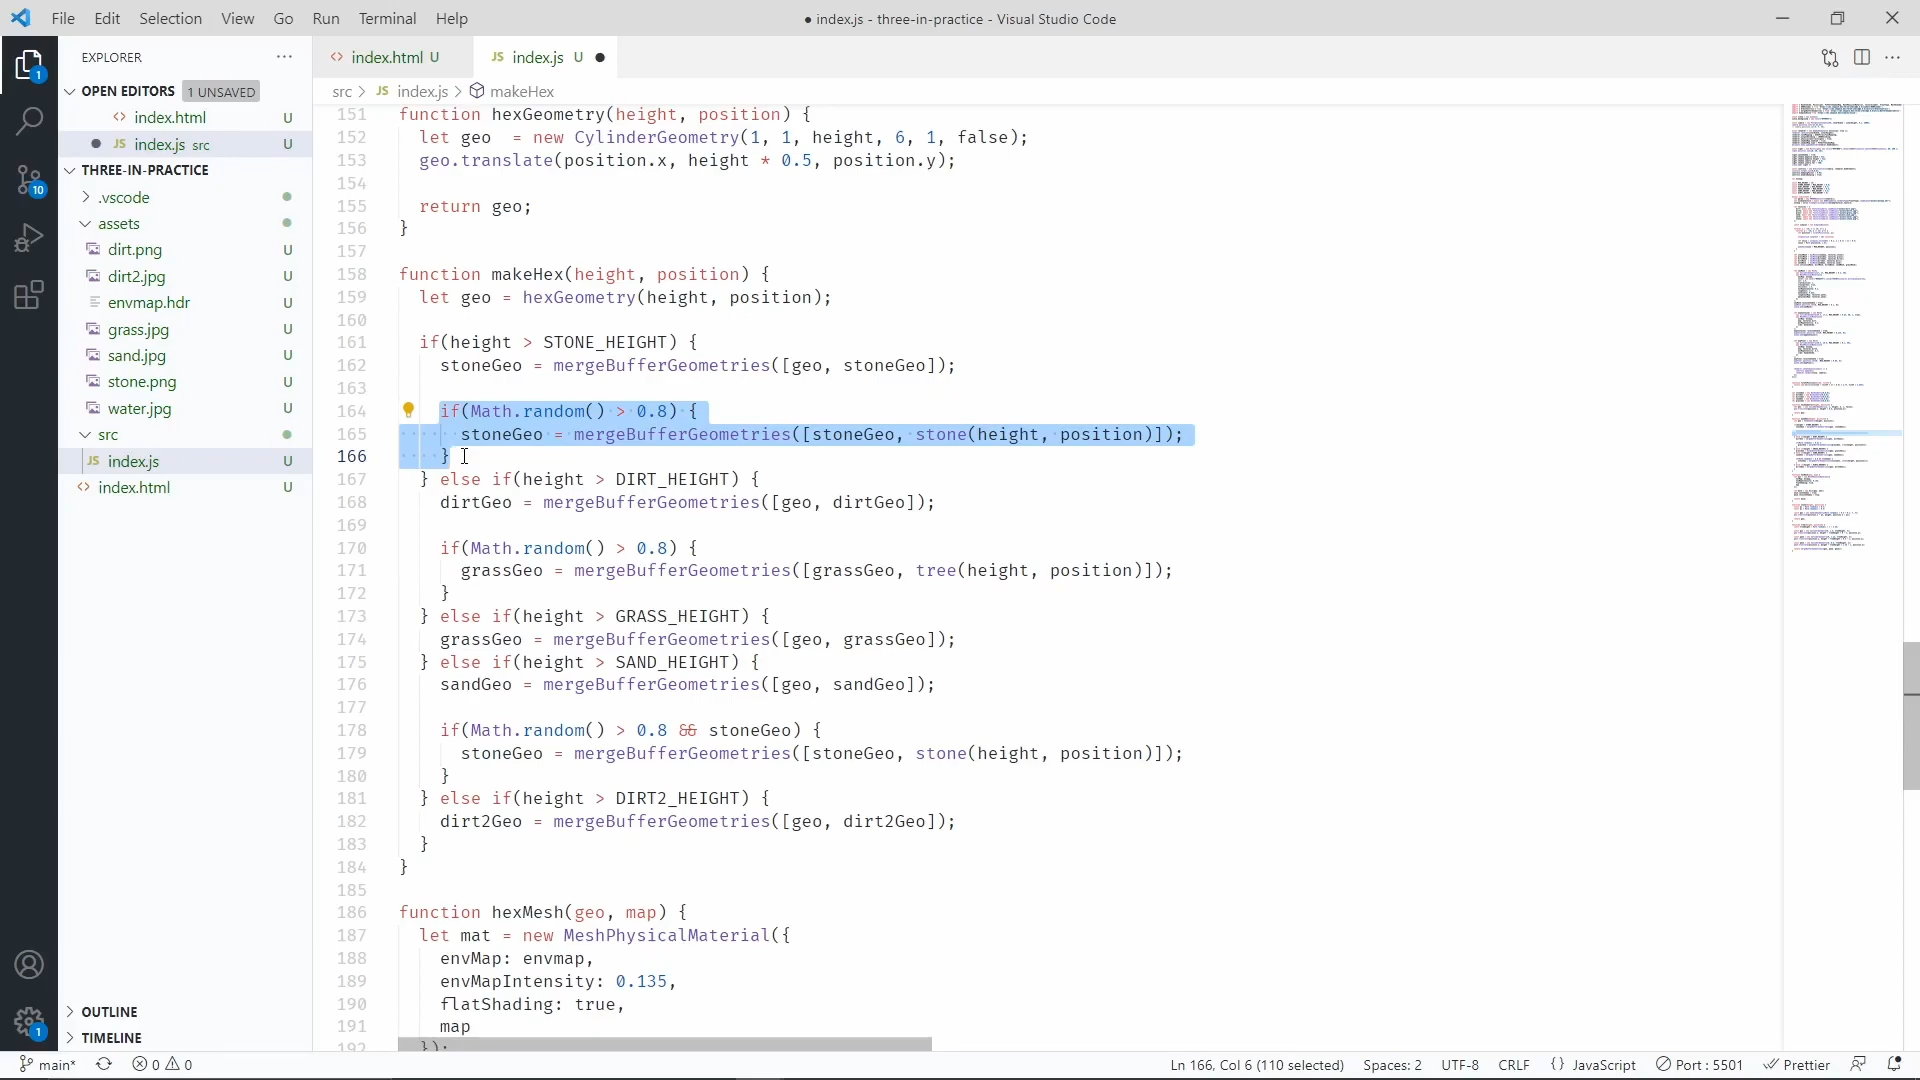 File Edit Selection View Go Run Terminal Help
● index.js - three-in-practice - Visual Studio Code
EXPLORER
OPEN EDITORS 1 UNSAVED
<> index.html U
● JS index.js src U
THREE-IN-PRACTICE
.vscode
assets
dirt.png U
dirt2.jpg U
envmap.hdr U
grass.jpg U
sand.jpg U
stone.png U
water.jpg U
src
JS index.js U
<> index.html U
OUTLINE
TIMELINE
1
10
1
<> index.html U
JS index.js U ●
src > JS index.js > makeHex
151 function hexGeometry(height, position) {
152 let geo  = new CylinderGeometry(1, 1, height, 6, 1, false);
153 geo.translate(position.x, height * 0.5, position.y);
154
155 return geo;
156 }
157
158 function makeHex(height, position) {
159 let geo = hexGeometry(height, position);
160
161 if(height > STONE_HEIGHT) {
162 stoneGeo = mergeBufferGeometries([geo, stoneGeo]);
163
164 if(Math.random() > 0.8) {
165 stoneGeo = mergeBufferGeometries([stoneGeo, stone(height, position)]);
166 }
167 } else if(height > DIRT_HEIGHT) {
168 dirtGeo = mergeBufferGeometries([geo, dirtGeo]);
169
170 if(Math.random() > 0.8) {
171 grassGeo = mergeBufferGeometries([grassGeo, tree(height, position)]);
172 }
173 } else if(height > GRASS_HEIGHT) {
174 grassGeo = mergeBufferGeometries([geo, grassGeo]);
175 } else if(height > SAND_HEIGHT) {
176 sandGeo = mergeBufferGeometries([geo, sandGeo]);
177
178 if(Math.random() > 0.8 && stoneGeo) {
179 stoneGeo = mergeBufferGeometries([stoneGeo, stone(height, position)]);
180 }
181 } else if(height > DIRT2_HEIGHT) {
182 dirt2Geo = mergeBufferGeometries([geo, dirt2Geo]);
183 }
184 }
185
186 function hexMesh(geo, map) {
187 let mat = new MeshPhysicalMaterial({
188 envMap: envmap,
189 envMapIntensity: 0.135,
190 flatShading: true,
191 map
192 });
main* 0 0
Ln 166, Col 6 (110 selected) Spaces: 2 UTF-8 CRLF {} JavaScript Port : 5501 Prettier